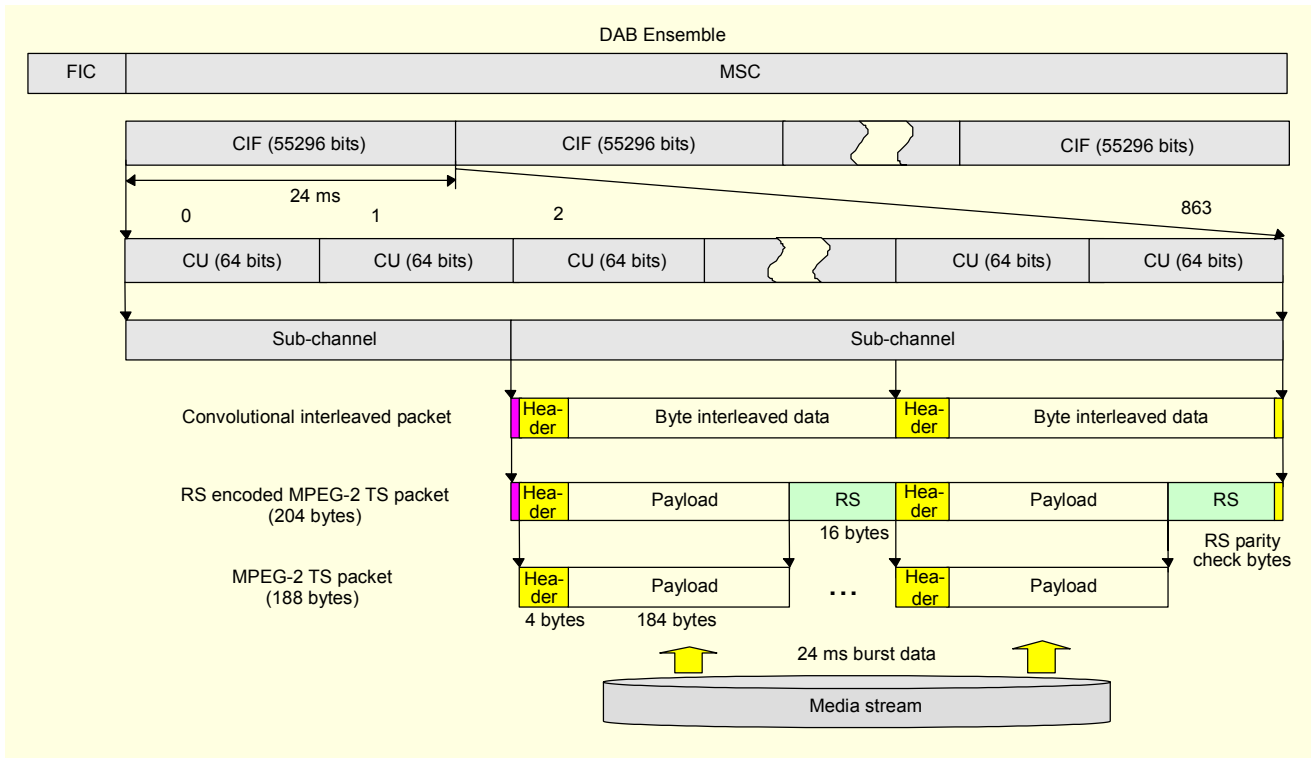 DAB Ensemble
FIC
MSC
CIF (55296 bits)
CIF (55296 bits)
CIF (55296 bits)
24 ms
0
1
2
863
CU (64 bits)
CU (64 bits)
CU (64 bits)
CU (64 bits)
CU (64 bits)
Sub-channel
Sub-channel
Convolutional interleaved packet
Hea-
der
Byte interleaved data
Hea-
der
Byte interleaved data
RS encoded MPEG-2 TS packet
(204 bytes)
Hea-
der
Payload
RS
Hea-
der
Payload
RS
16 bytes
RS parity
check bytes
MPEG-2 TS packet
(188 bytes)
Hea-
der
Payload
...
Hea-
der
Payload
4 bytes
184 bytes
24 ms burst data
Media stream